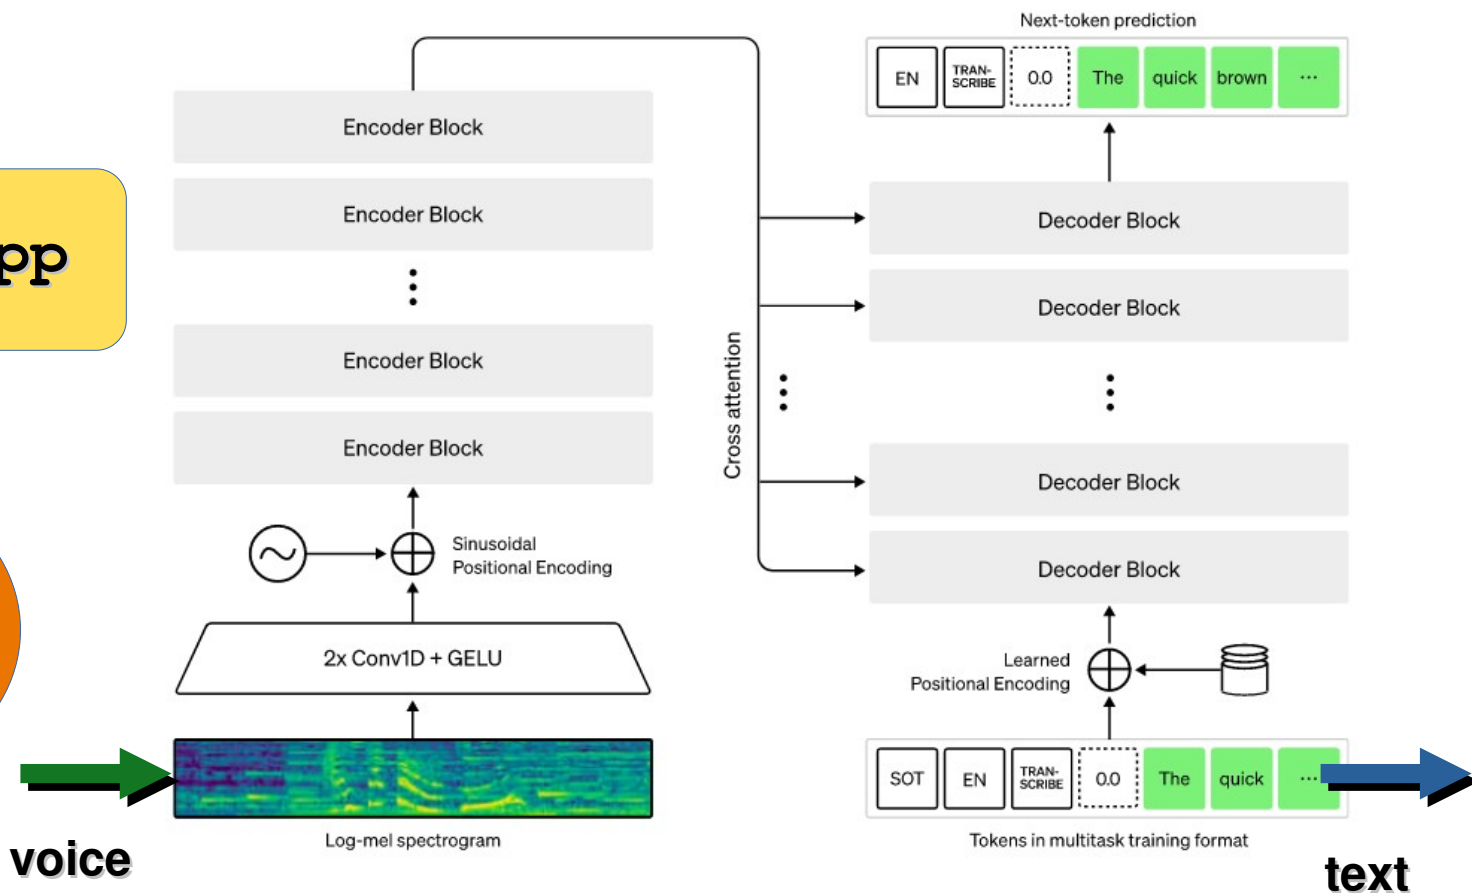 Next-token prediction
EN
TRAN-
SCRIBE
0.0
The
quick
brown
...
Encoder Block
Encoder Block
Encoder Block
Encoder Block
pp
Cross attention
Decoder Block
Decoder Block
Decoder Block
Decoder Block
Sinusoidal
Positional Encoding
2x Conv1D + GELU
Learned
Positional Encoding
SOT
EN
TRAN-
SCRIBE
0.0
The
quick
...
Log-mel spectrogram
Tokens in multitask training format
voice
text